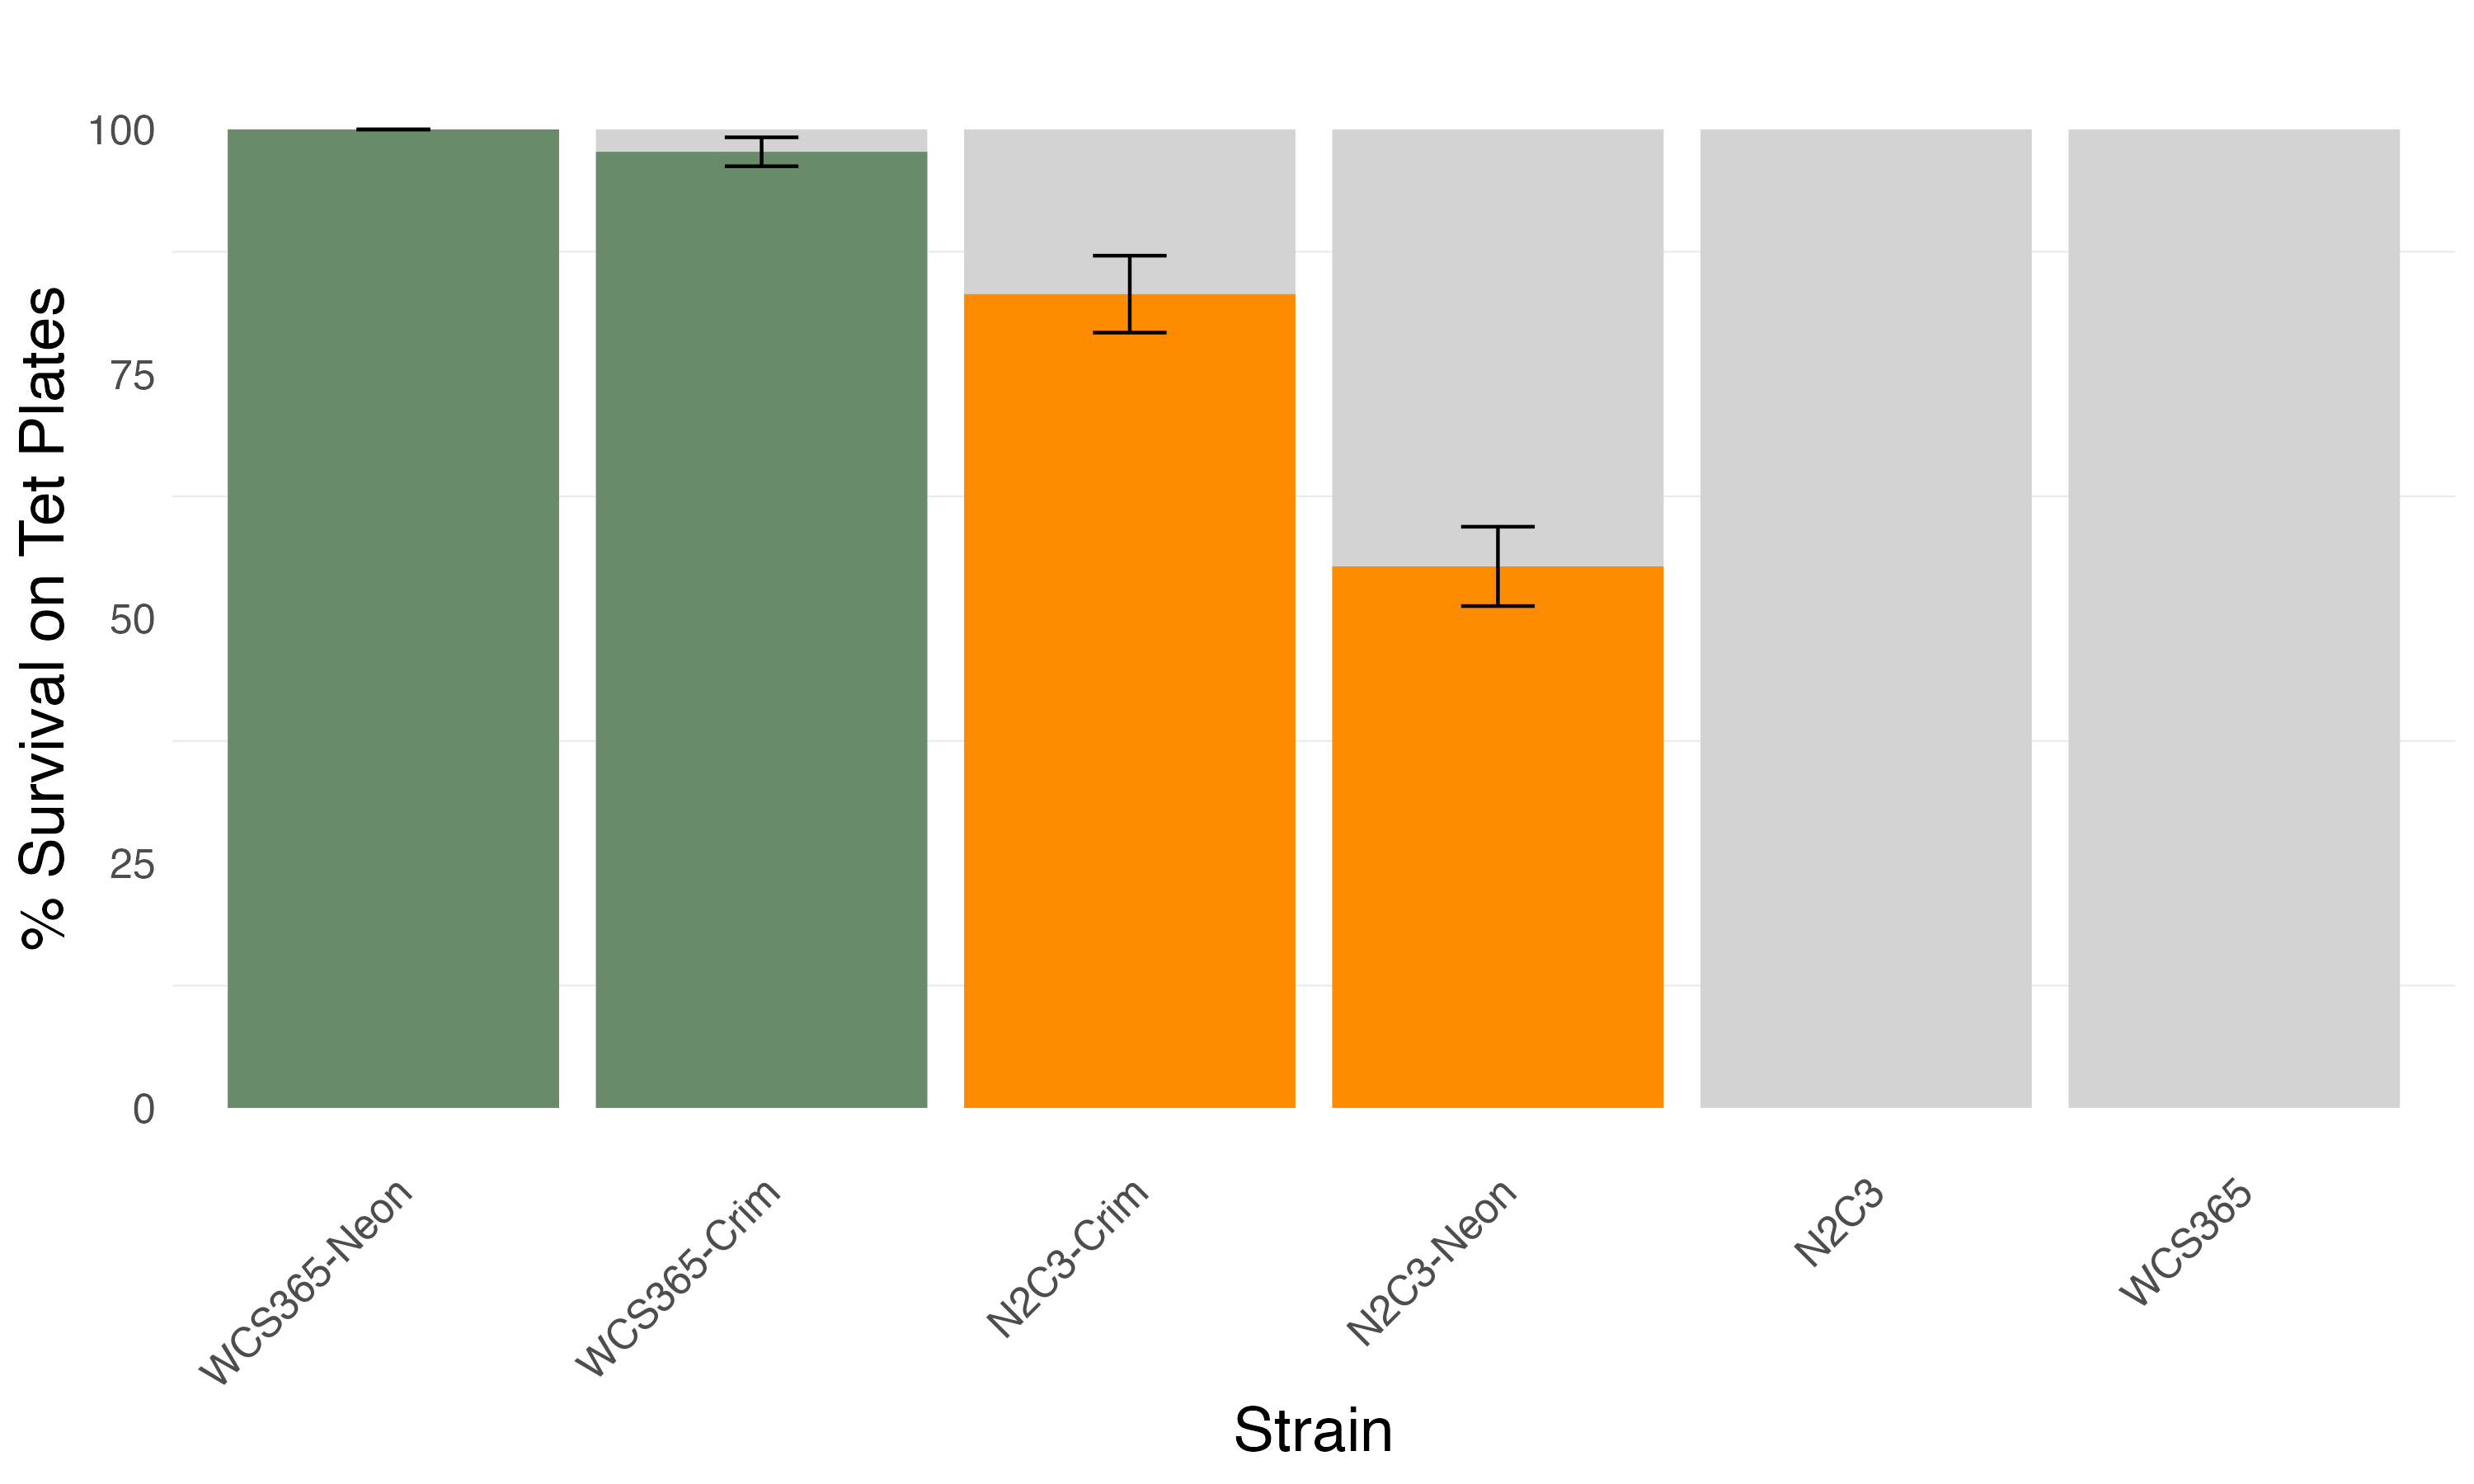 % Survival on Tet Plates
100
75
50
25
0
WCS365-Neon
WCS365-Crim
N2C3-Crim
N2C3-Neon
N2C3
WCS365
Strain